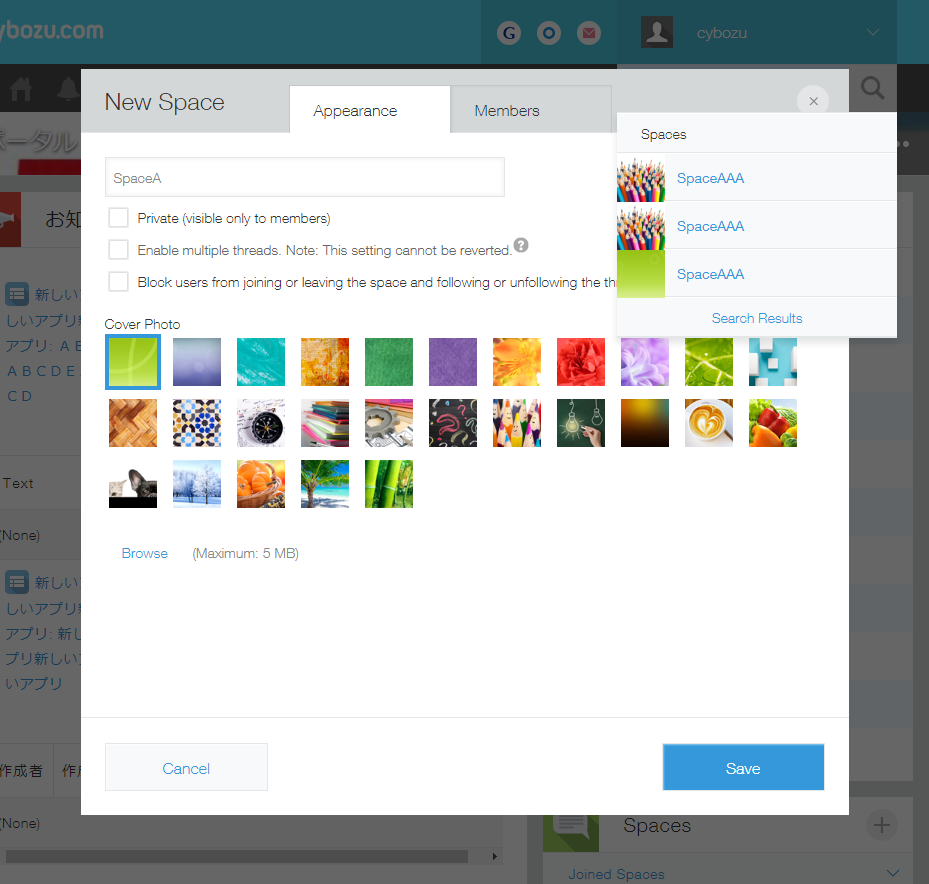 cybozu.com
G
cybozu
New Space
Appearance
Members
×
ポータル
Spaces
SpaceA
SpaceAAA
Private (visible only to members)
SpaceAAA
Enable multiple threads. Note: This setting cannot be reverted.
?
SpaceAAA
Block users from joining or leaving the space and following or unfollowing the th
Search Results
Cover Photo
お知
新しい
しいアプリ
アプリ: A B
A B C D E
C D
Text
(None)
新しい
しいアプリ
アプリ: 新し
プリ新しい
いアプリ
Browse
(Maximum: 5 MB)
作成者
作
Cancel
Save
(None)
Spaces
Joined Spaces